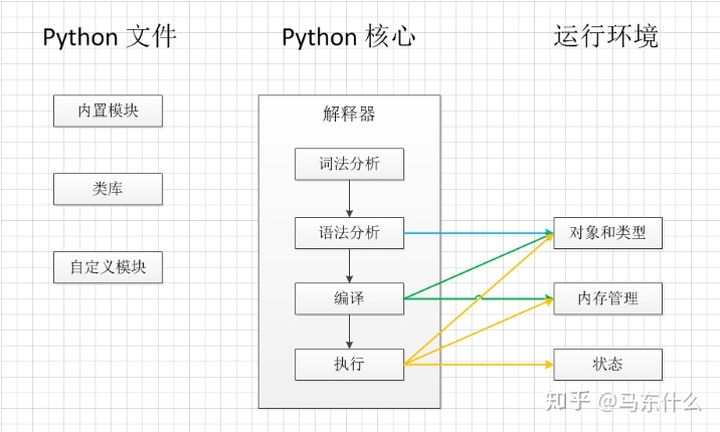 Python 文件
Python 核心
运行环境
内置模块
类库
自定义模块
解释器
词法分析
语法分析
编译
执行
对象和类型
内存管理
状态
知乎 @马东什么